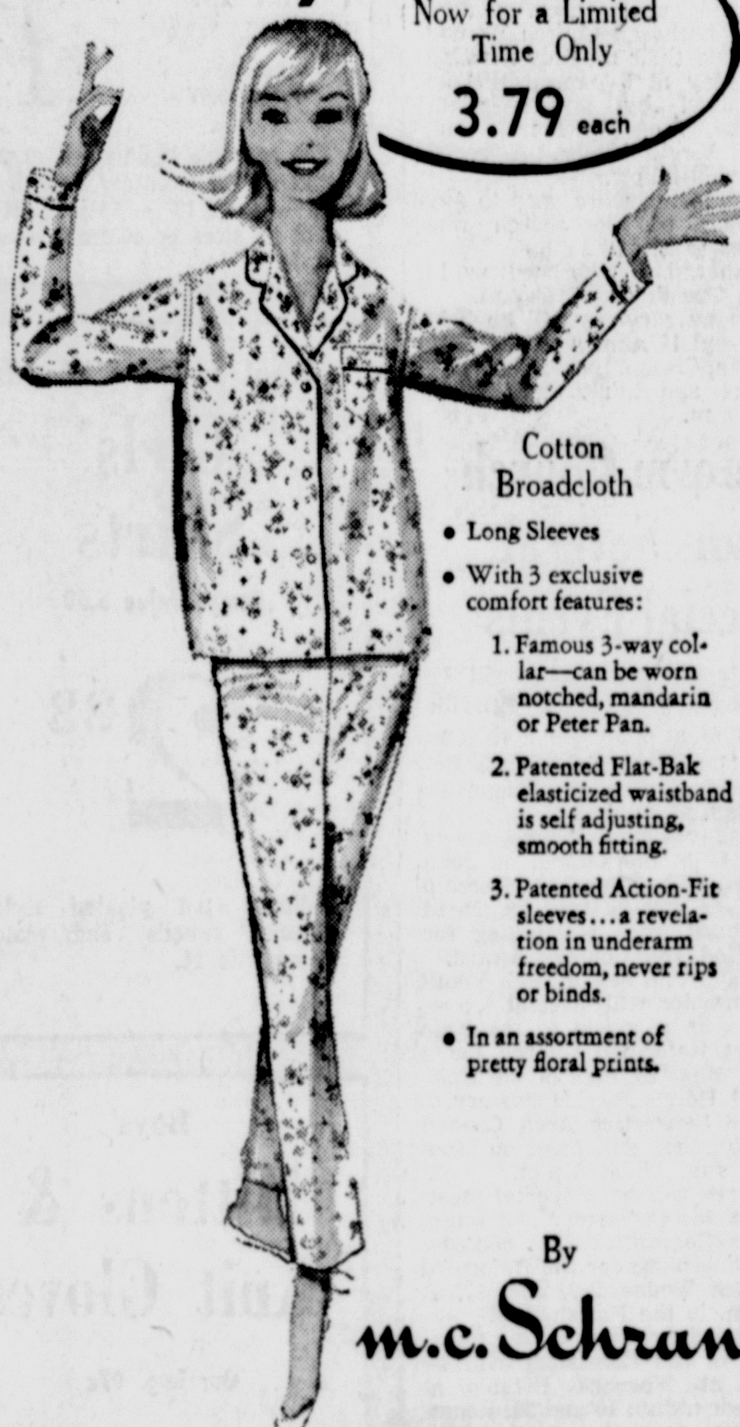 Now for a Limited
Time Only
3.79 each
Cotton
Broadcloth
• Long Sleeves
• With 3 exclusive
comfort features:
1. Famous 3-way col-
lar—can be worn
notched, mandarin
or Peter Pan.
2. Patented Flat-Bak
elasticized waistband
is self adjusting,
smooth fitting.
3. Patented Action-Fit
sleeves...a revela-
tion in underarm
freedom, never rips
or binds.
• In an assortment of
pretty floral prints.
By
m.c. Schran